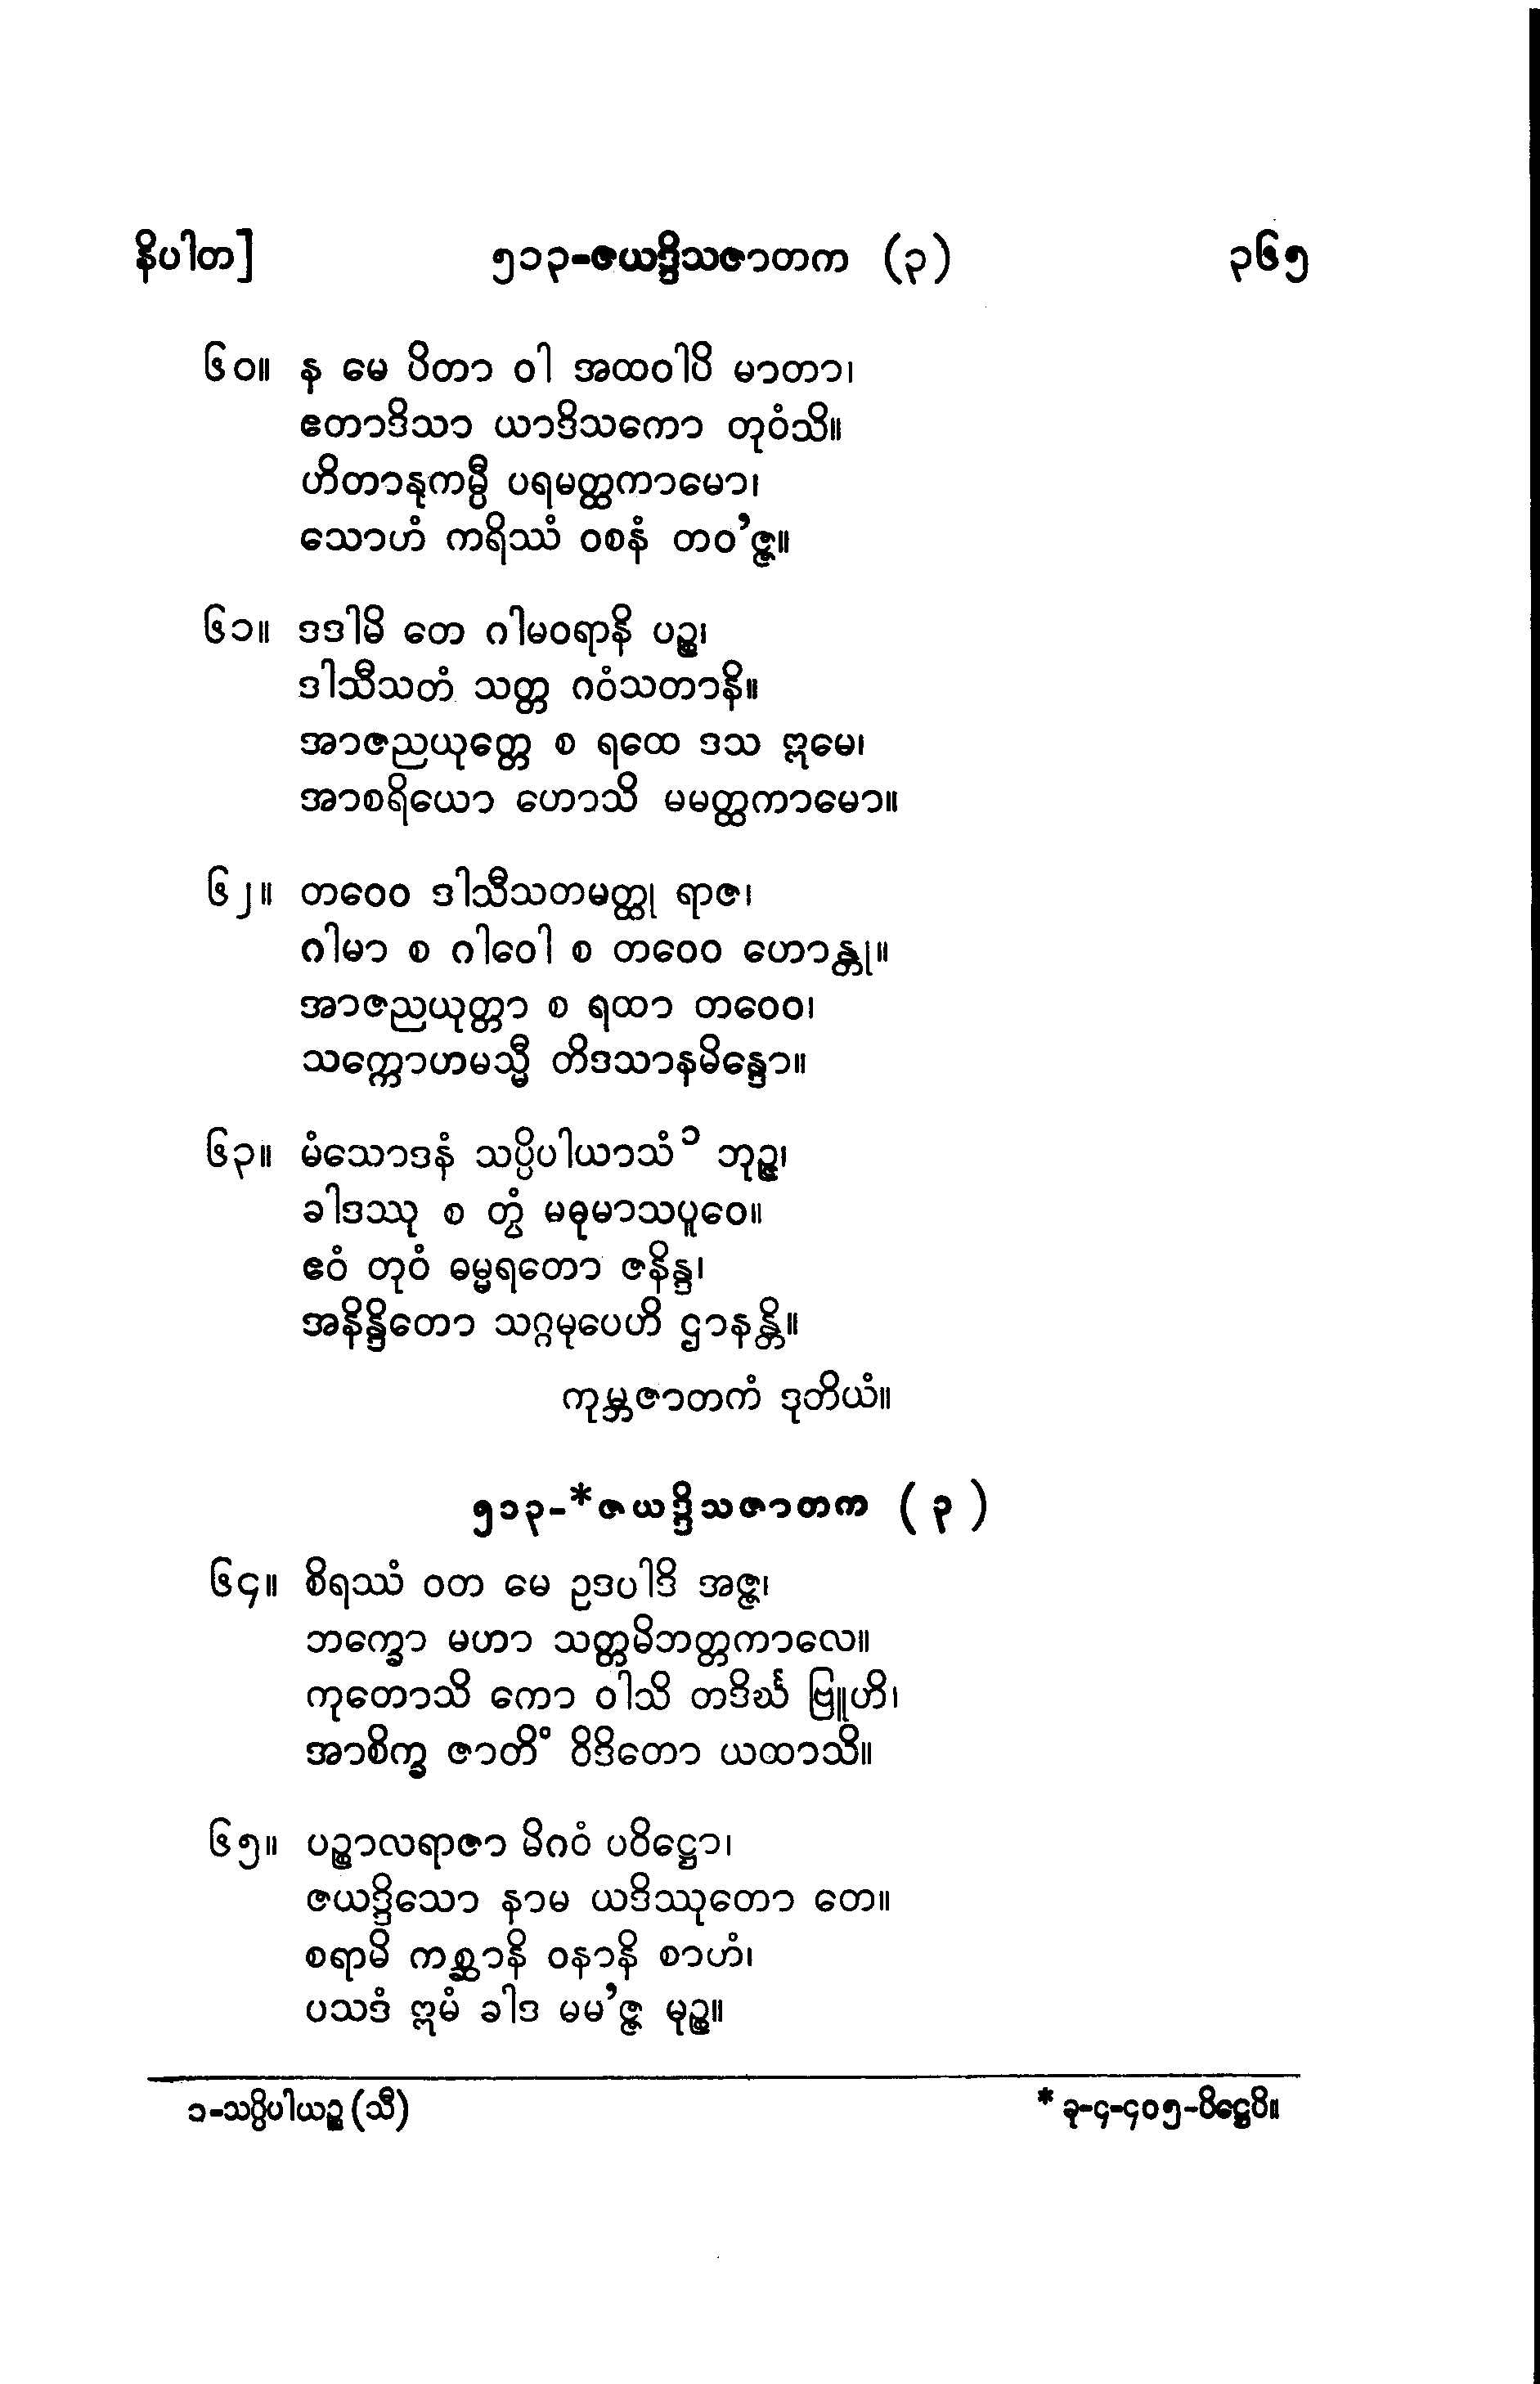 နိပါတ] ၅၁၃-ဇယဒ္ဒိသဇာတက (၃) ၃၆၅
၆၀။ န မေ ပိတာ ဝါ အထဝါပိ မာတာ၊
ဧတာဒိသာ ယာဒိသကော တုဝံသိ။
ဟိတာနုကမ္ပီ ပရမတ္ထကာမော၊
သောဟံ ကရိဿံ ဝစနံ တဝ’ဇ္ဇ။
၆၁။ ဒဒါမိ တေ ဂါမဝရာနိ ပဉ္စ၊
ဒါသီသတံ သတ္တ ဂဝံသတာနိ။
အာဇညယုတ္တေ စ ရထေ ဒသ ဣမေ၊
အာစရိယော ဟောသိ မမတ္ထကာမော။
၆၂။ တဝေဝ ဒါသီသတမတ္ထု ရာဇ၊
ဂါမာ စ ဂါဝေါ စ တဝေဝ ဟောန္တု။
အာဇညယုတ္တာ စ ရထာ တဝေဝ၊
သက္ကောဟမသ္မီ တိဒသာနမိန္ဒော။
၆၃။ မံသောဒနံ သပ္ပိပါယာသံ၁ ဘုဉ္ဇ၊
ခါဒဿု စ တွံ မဓုမာသပူဝေ။
ဧဝံ တုဝံ ဓမ္မရတော ဇနိန္ဒ၊
အနိန္ဒိတော သဂ္ဂမုပေဟိ ဌာနန္တိ။
ကုမ္ဘဇာတကံ ဒုတိယံ။
၅၁၃-*ဇယဒ္ဒိသဇာတက (၃)
၆၄။ စိရဿံ ဝတ မေ ဥဒပါဒိ အဇ္ဇ၊
ဘက္ခော မဟာ သတ္တမိဘတ္တကာလေ။
ကုတောသိ ကော ဝါသိ တဒိင်္ဃ ဗြူဟိ၊
အာစိက္ခ ဇာတိံ ဝိဒိတော ယထာသိ။
၆၅။ ပဉ္စာလရာဇာ မိဂဝံ ပဝိဋ္ဌော၊
ဇယဒ္ဒိသော နာမ ယဒိဿုတော တေ။
စရာမိ ကစ္ဆာနိ ဝနာနိ စာဟံ၊
ပသဒံ ဣမံ ခါဒ မမ’ဇ္ဇ မုဉ္စ။
၁-သပ္ပိပါယဉ္စ (သီ) * ခု-၄-၄၀၅-ပိဋ္ဌေပိ။